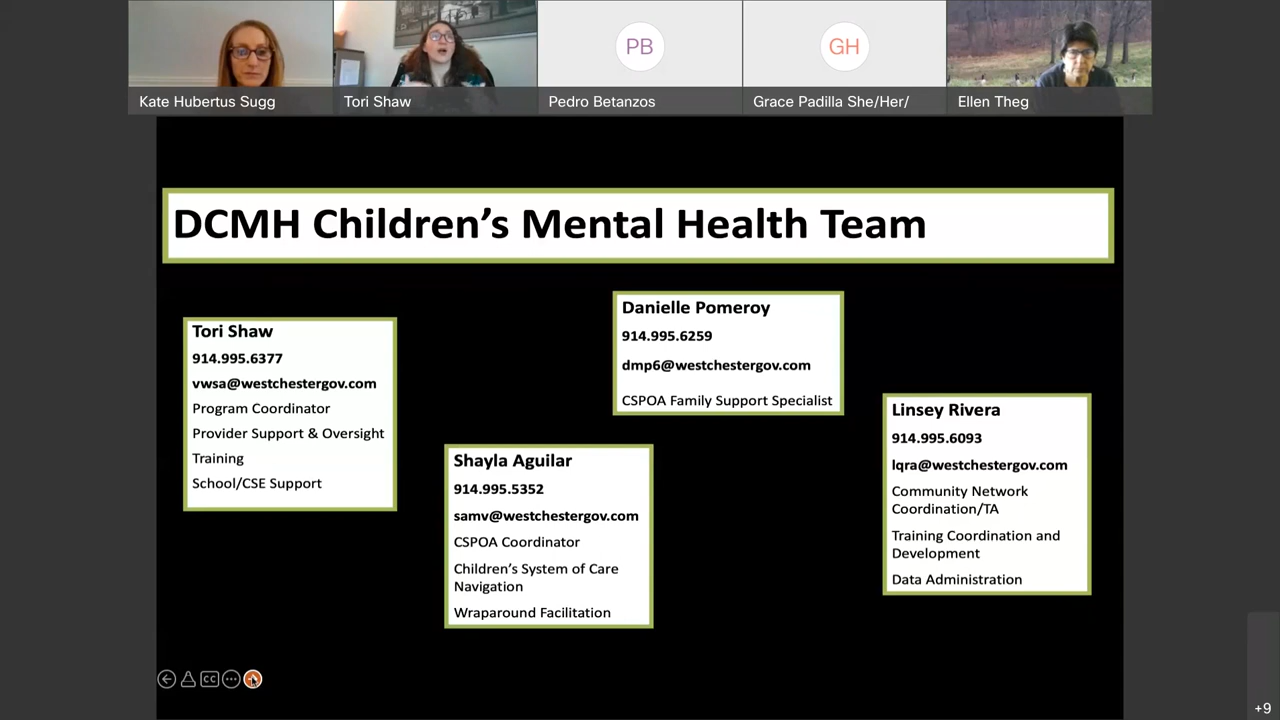 PB
GH
Kate Hubertus Sugg
Tori Shaw
Pedro Betanzos
Grace Padilla She/Her/
Ellen Theg
DCMH Children's Mental Health Team
Tori Shaw
914.995.6377
vwsa@westchestergov.com
Program Coordinator
Provider Support & Oversight
Training
School/CSE Support
Shayla Aguilar
914.995.5352
samv@westchestergov.com
CSPOA Coordinator
Children's System of Care
Navigation
Wraparound Facilitation
Danielle Pomeroy
914.995.6259
dmp6@westchestergov.com
CSPOA Family Support Specialist
Linsey Rivera
914.995.6093
lqra@westchestergov.com
Community Network
Coordination/TA
Training Coordination and
Development
Data Administration
CC
+9